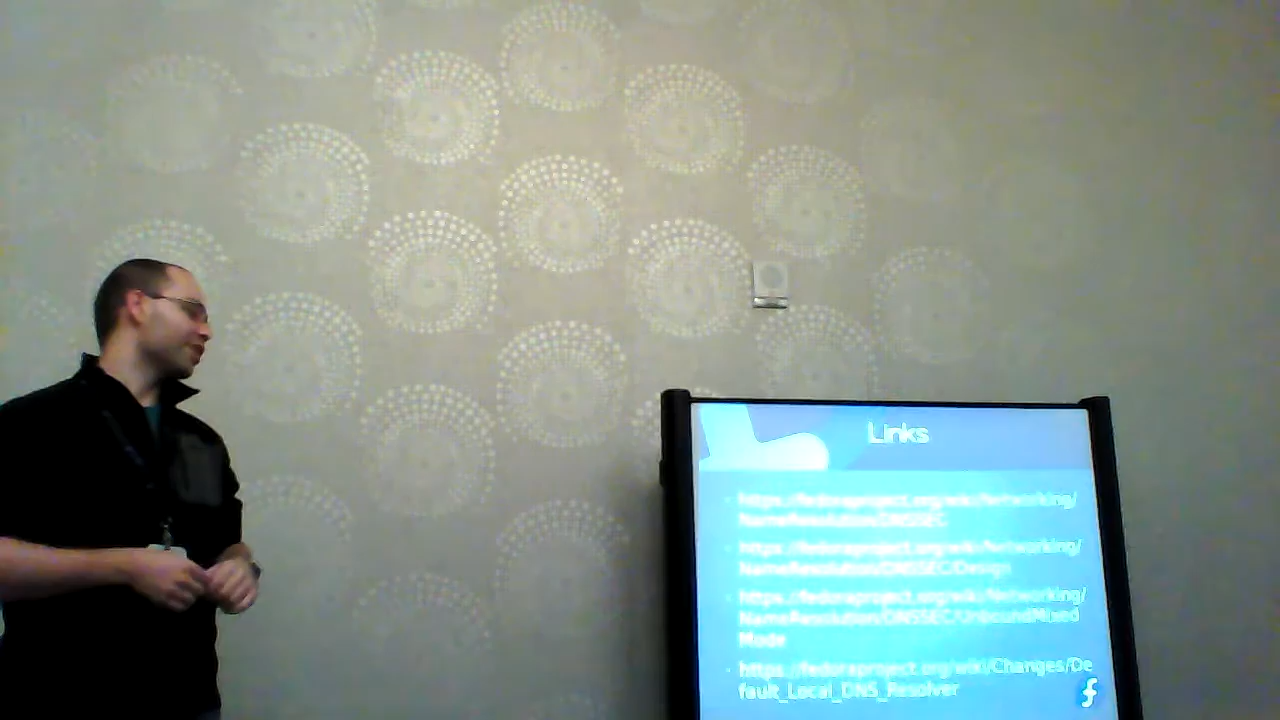 Links
https://fedoraproject.org/wiki/Networking/
NameResolution/DNSSEC
https://fedoraproject.org/wiki/Networking/
NameResolution/DNSSEC/Design
https://fedoraproject.org/wiki/Networking/
NameResolution/DNSSEC/UnboundMixed
Mode
https://fedoraproject.org/wiki/Changes/De
fault_Local_DNS_Resolver